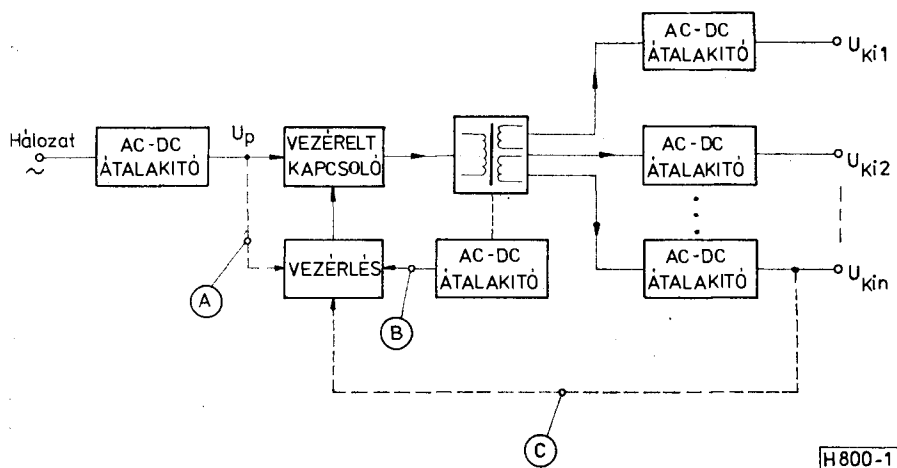 AC-DC
ÁTALAKITÓ
UKi1
Hálózat
~
AC-DC
ÁTALAKITÓ
Up
VEZÉRELT
KAPCSOLÓ
AC-DC
ÁTALAKITÓ
UKi2
VEZÉRLÉS
AC-DC
ÁTALAKITÓ
AC-DC
ÁTALAKITÓ
UKin
A
B
C
H800-1